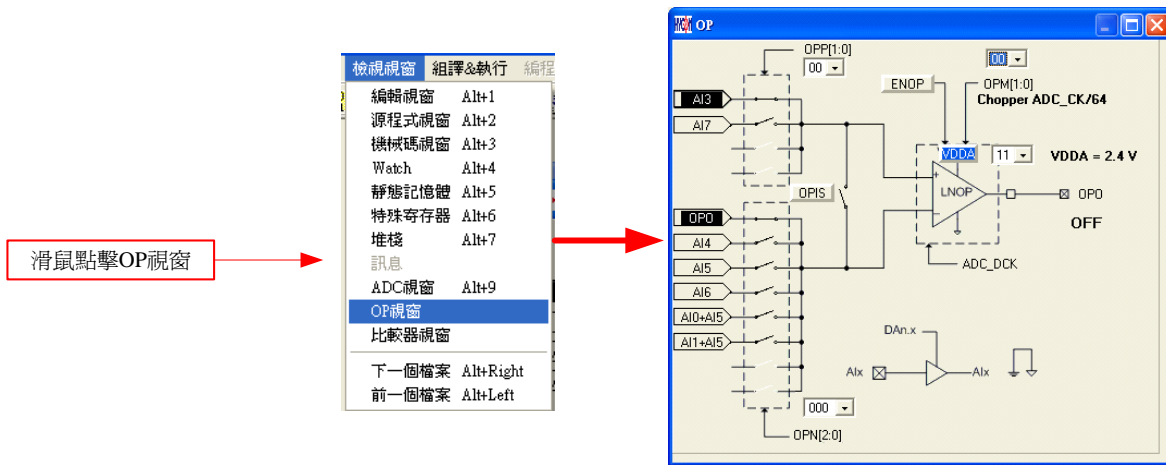 滑鼠點擊OP視窗
檢視視窗 組譯&執行 編程
編輯視窗 Alt+1
源程式視窗 Alt+2
機械碼視窗 Alt+3
Watch Alt+4
靜態記憶體 Alt+5
特殊寄存器 Alt+6
堆棧 Alt+7
訊息
ADC視窗 Alt+9
OP視窗
比較器視窗
下一個檔案 Alt+Right
前一個檔案 Alt+Left
OP
OPP[1:0]
00
00
ENOP
OPM[1:0]
Chopper ADC_CK/64
AI3
AI7
VDDA
11
VDDA = 2.4 V
LNOP
OPIS
OPO
OFF
OPO
AI4
AI5
AI6
AI0+AI5
AI1+AI5
ADC_DCK
DAn.x
AIx
AIx
000
OPN[2:0]